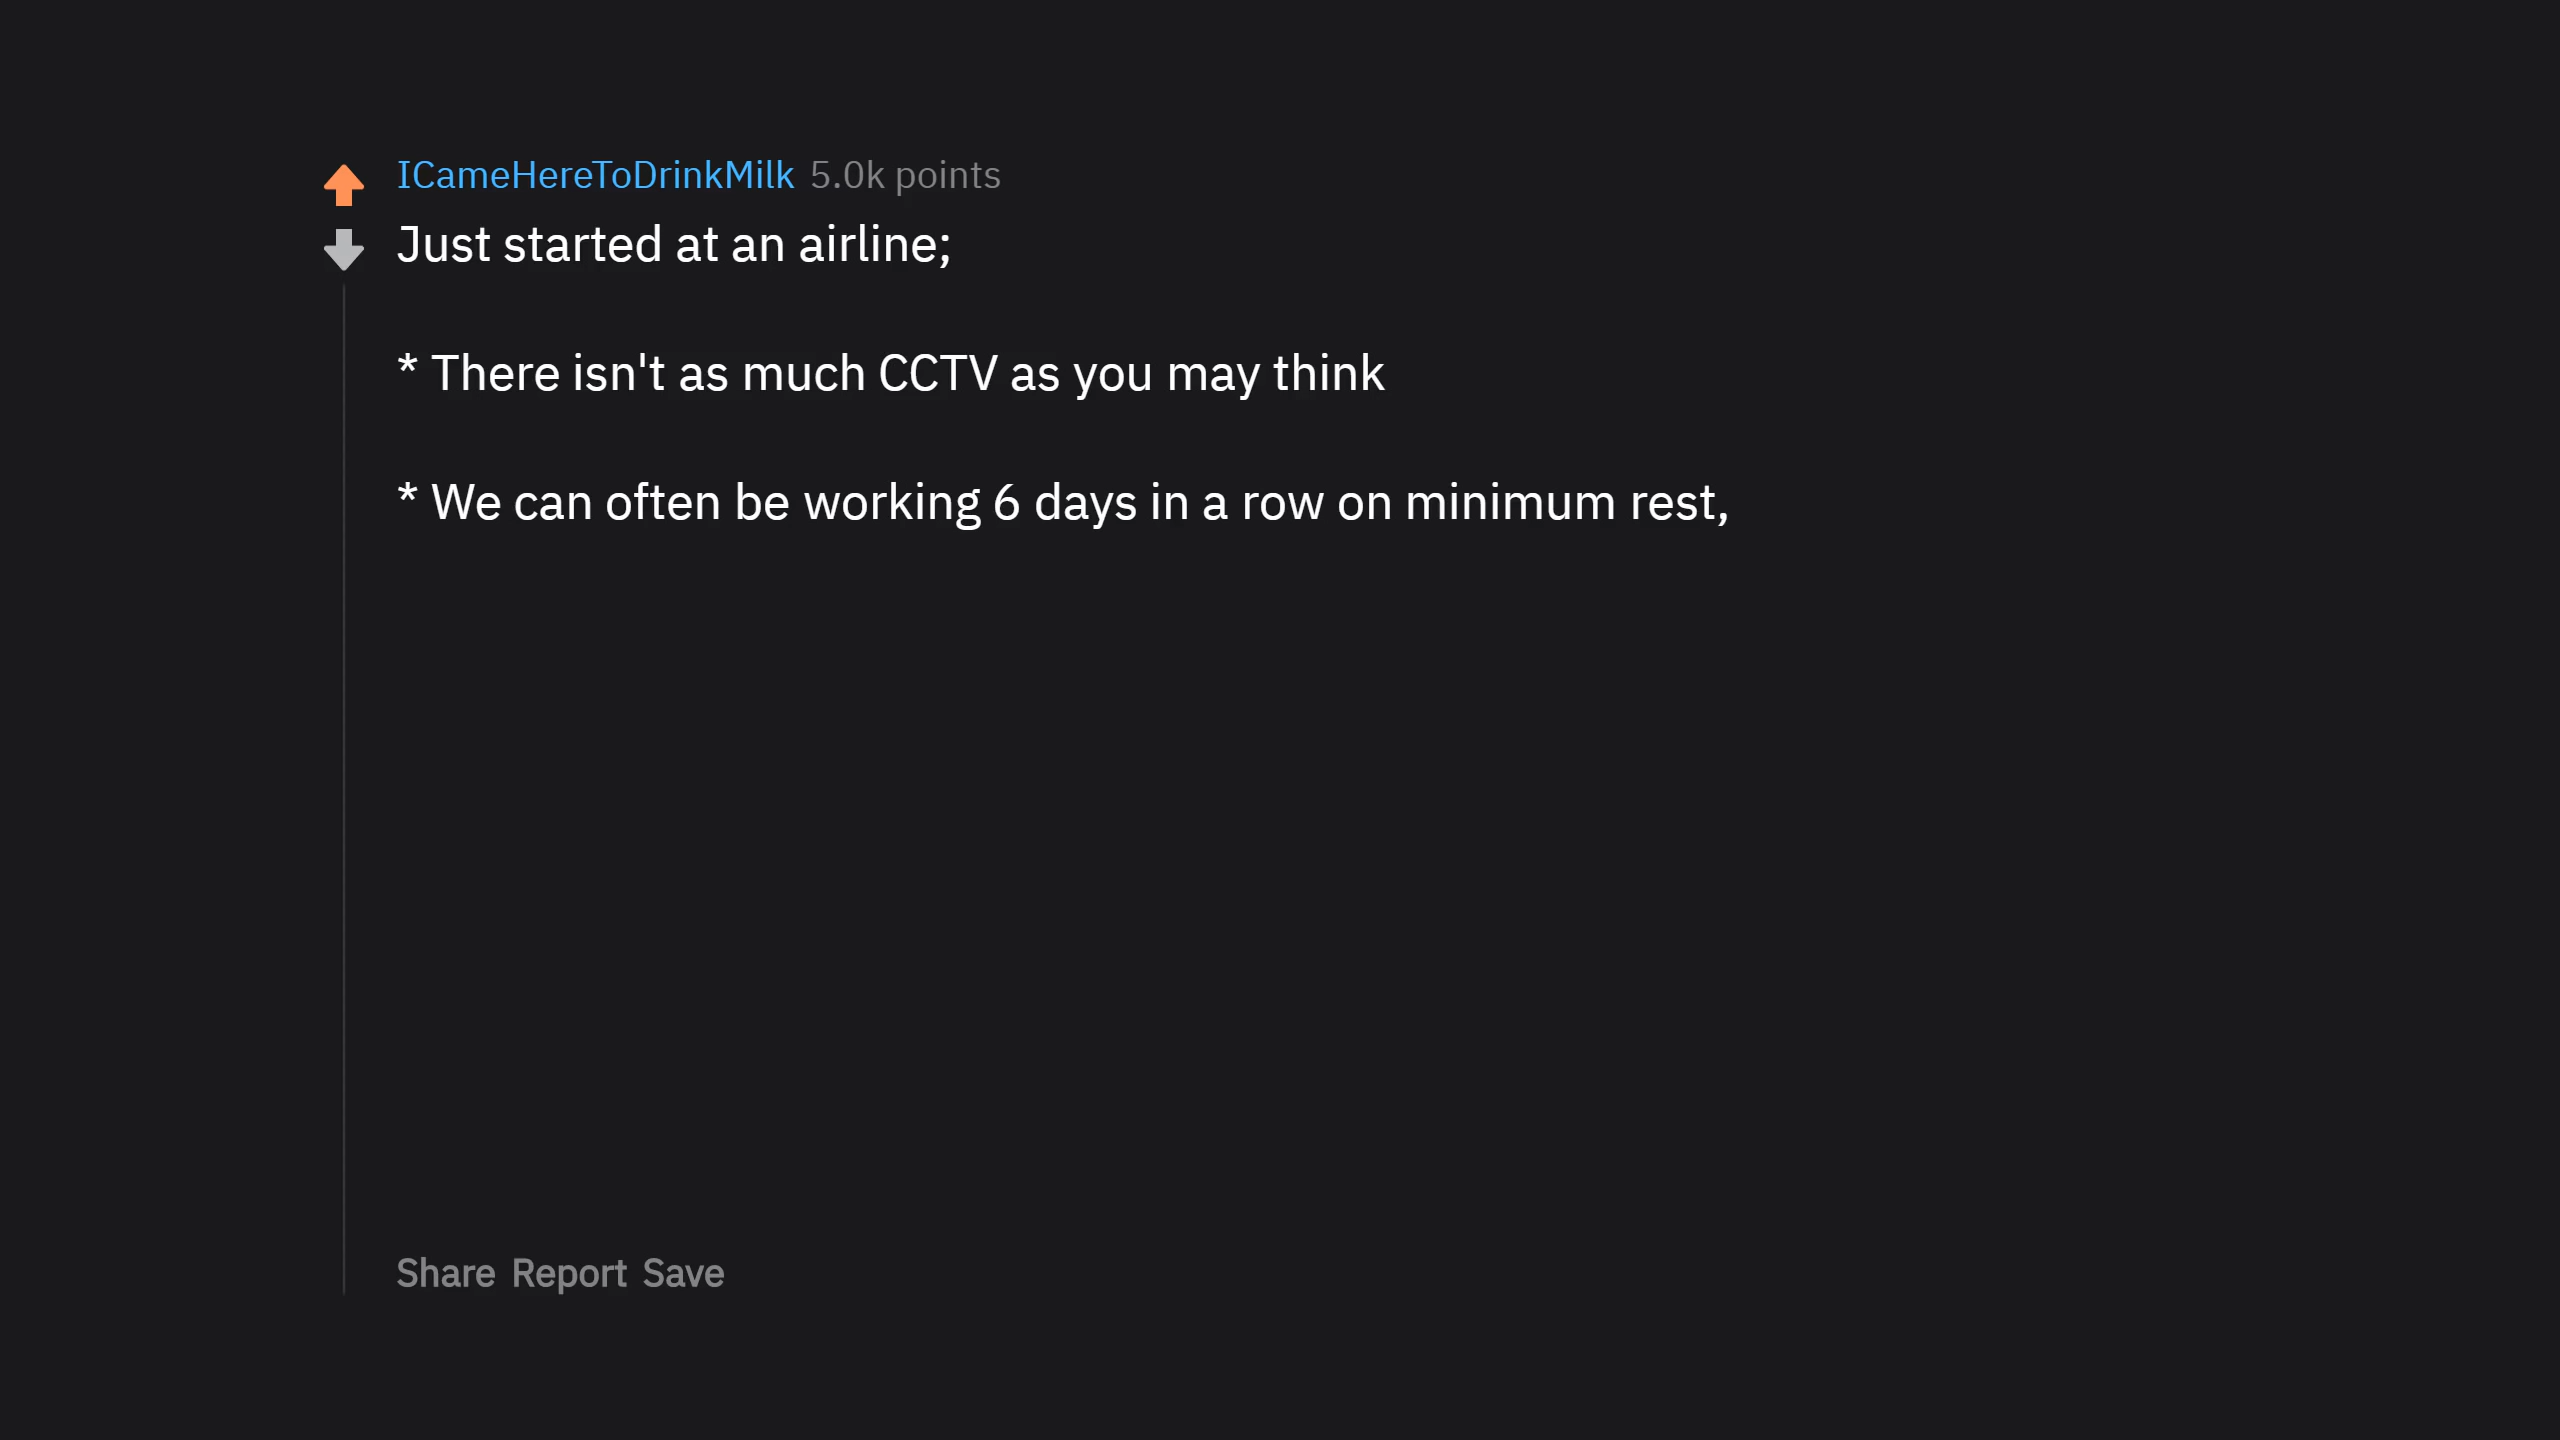 ICameHereToDrinkMilk 5.0k points
Just started at an airline;
* There isn't as much CCTV as you may think
* We can often be working 6 days in a row on minimum rest,
Share Report Save